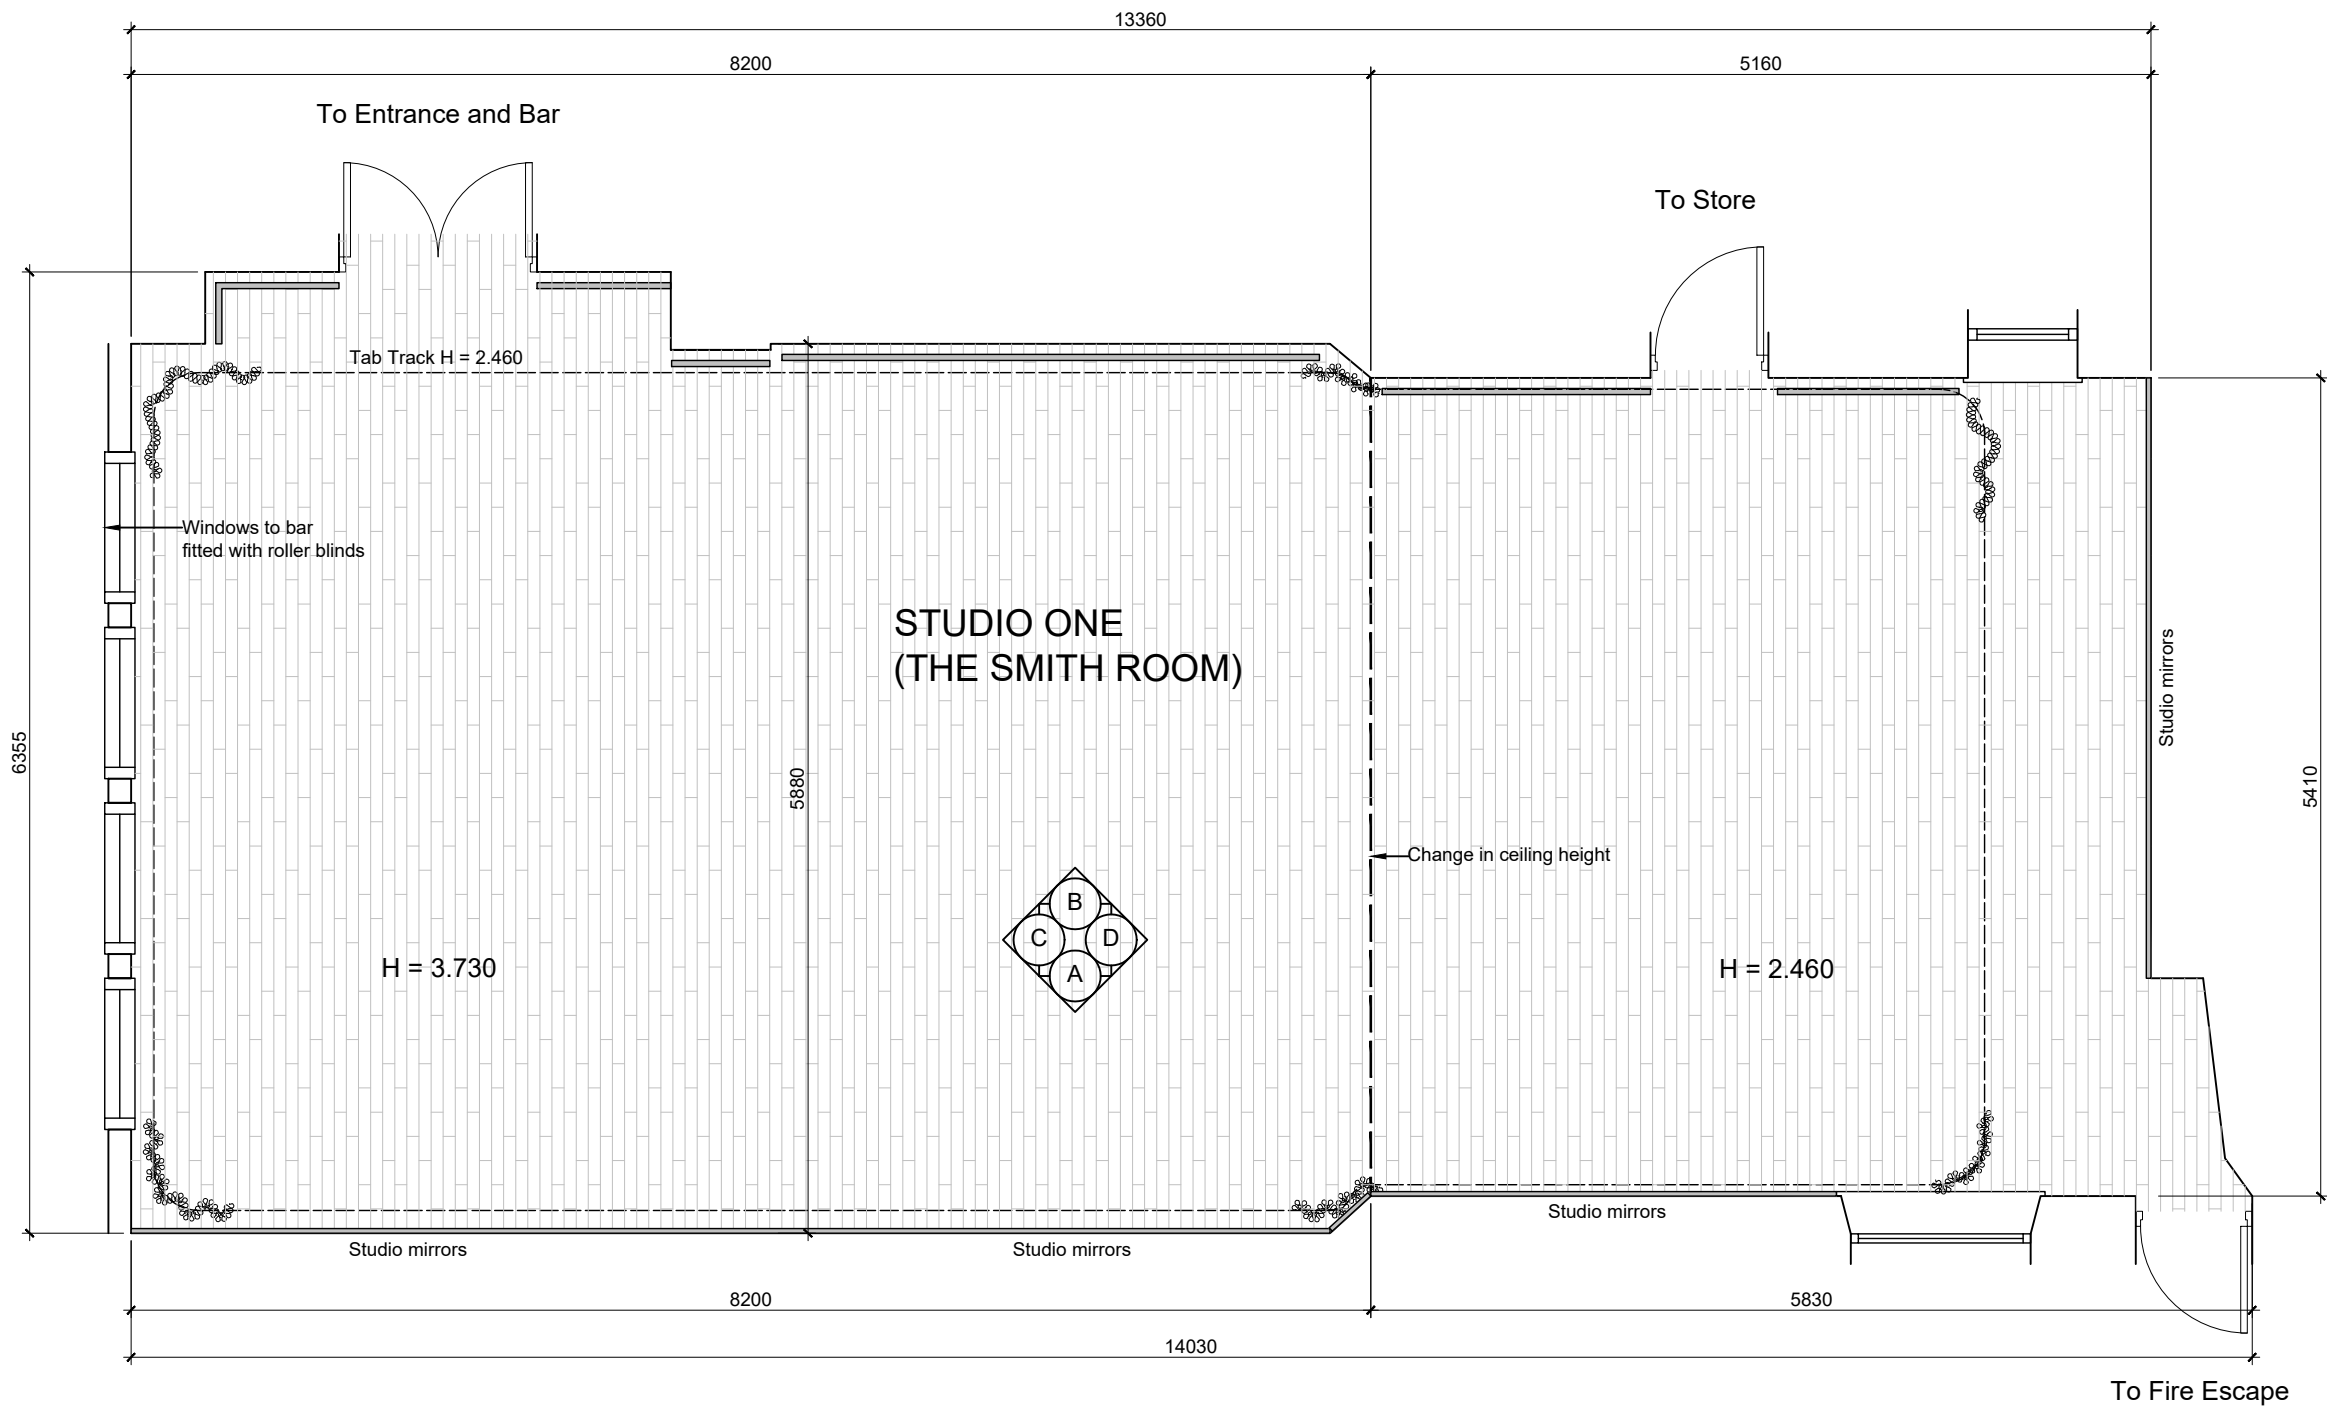 13360
8200
5160
To Entrance and Bar
To Store
Tab Track H = 2.460
Windows to bar
fitted with roller blinds
STUDIO ONE
(THE SMITH ROOM)
Studio mirrors
6355
5880
5410
Change in ceiling height
B
C
D
A
H = 3.730
H = 2.460
Studio mirrors
Studio mirrors
Studio mirrors
8200
5830
14030
To Fire Escape